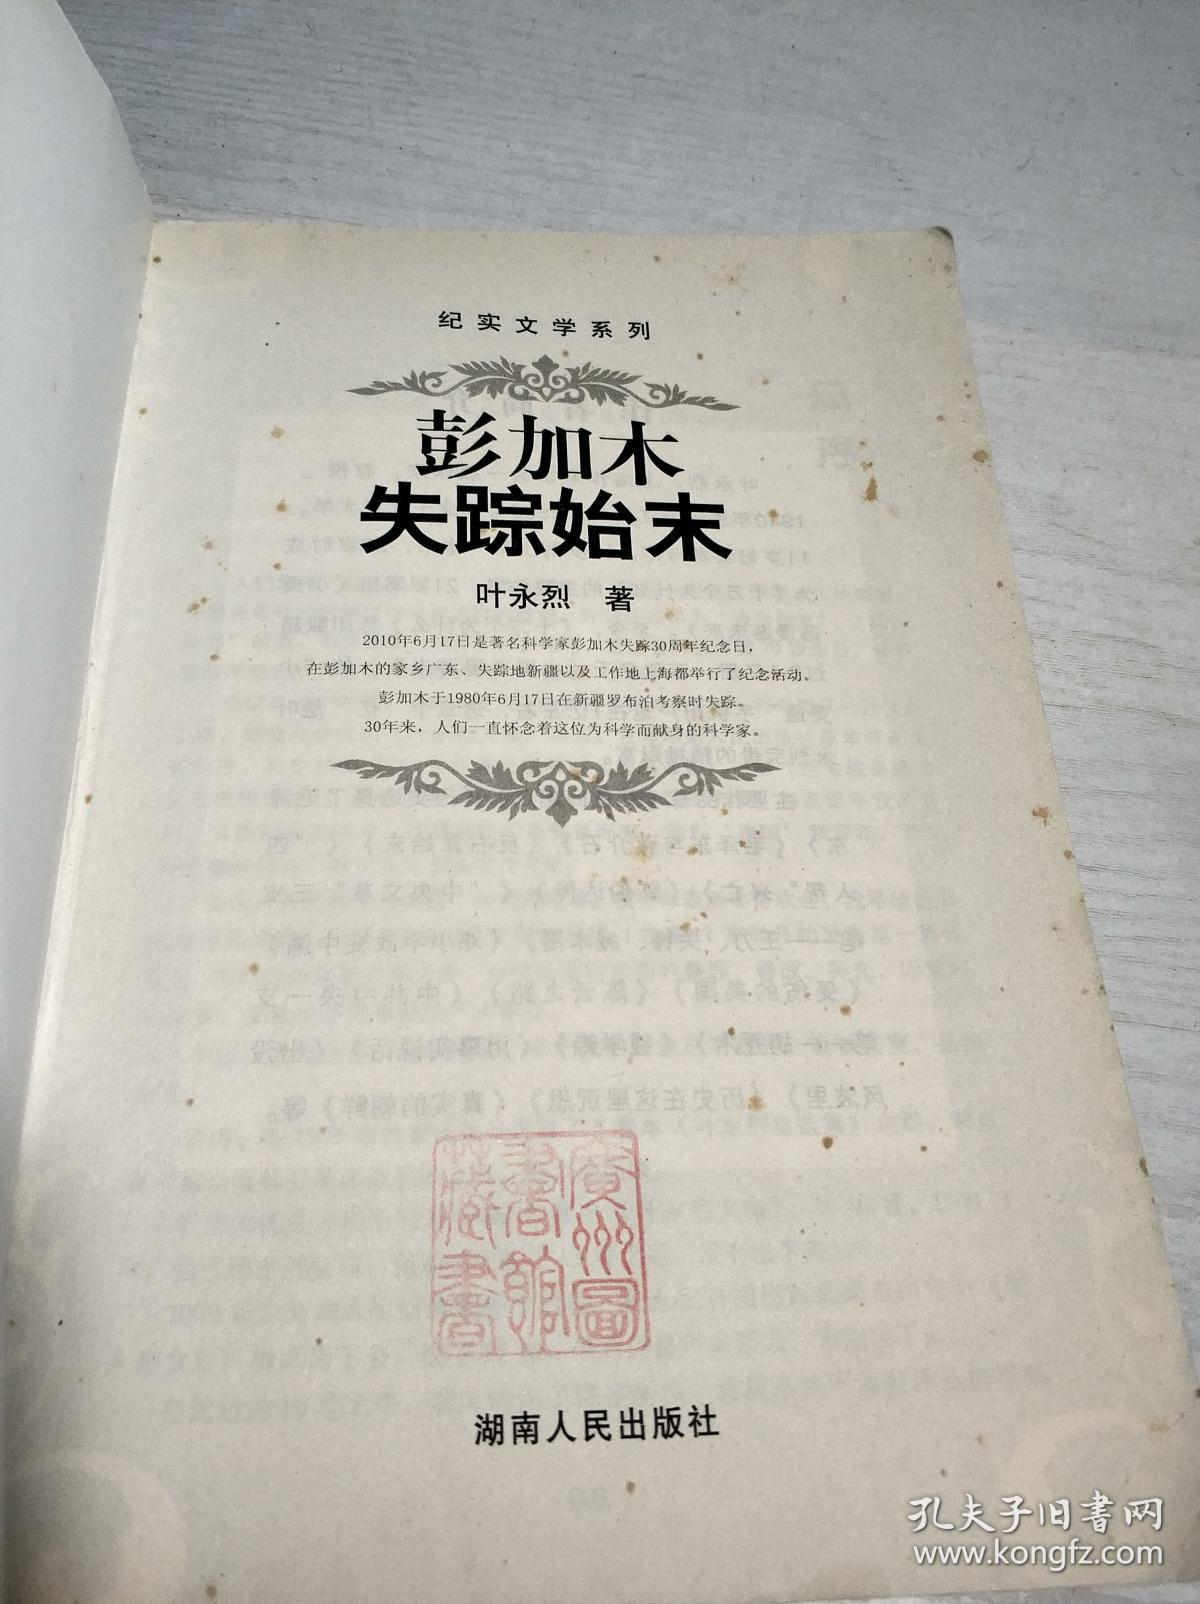 纪实文学系列
彭加木
失踪始末
叶永烈 著
2010年6月17日是著名科学家彭加木失踪30周年纪念日，
在彭加木的家乡广东、失踪地新疆以及工作地上海都举行了纪念活动。
彭加木于1980年6月17日在新疆罗布泊考察时失踪。
30年来，人们一直怀念着这位为科学而献身的科学家。
廣州圖
書館
藏書
湖南人民出版社
孔夫子旧书网
www.kongfz.com